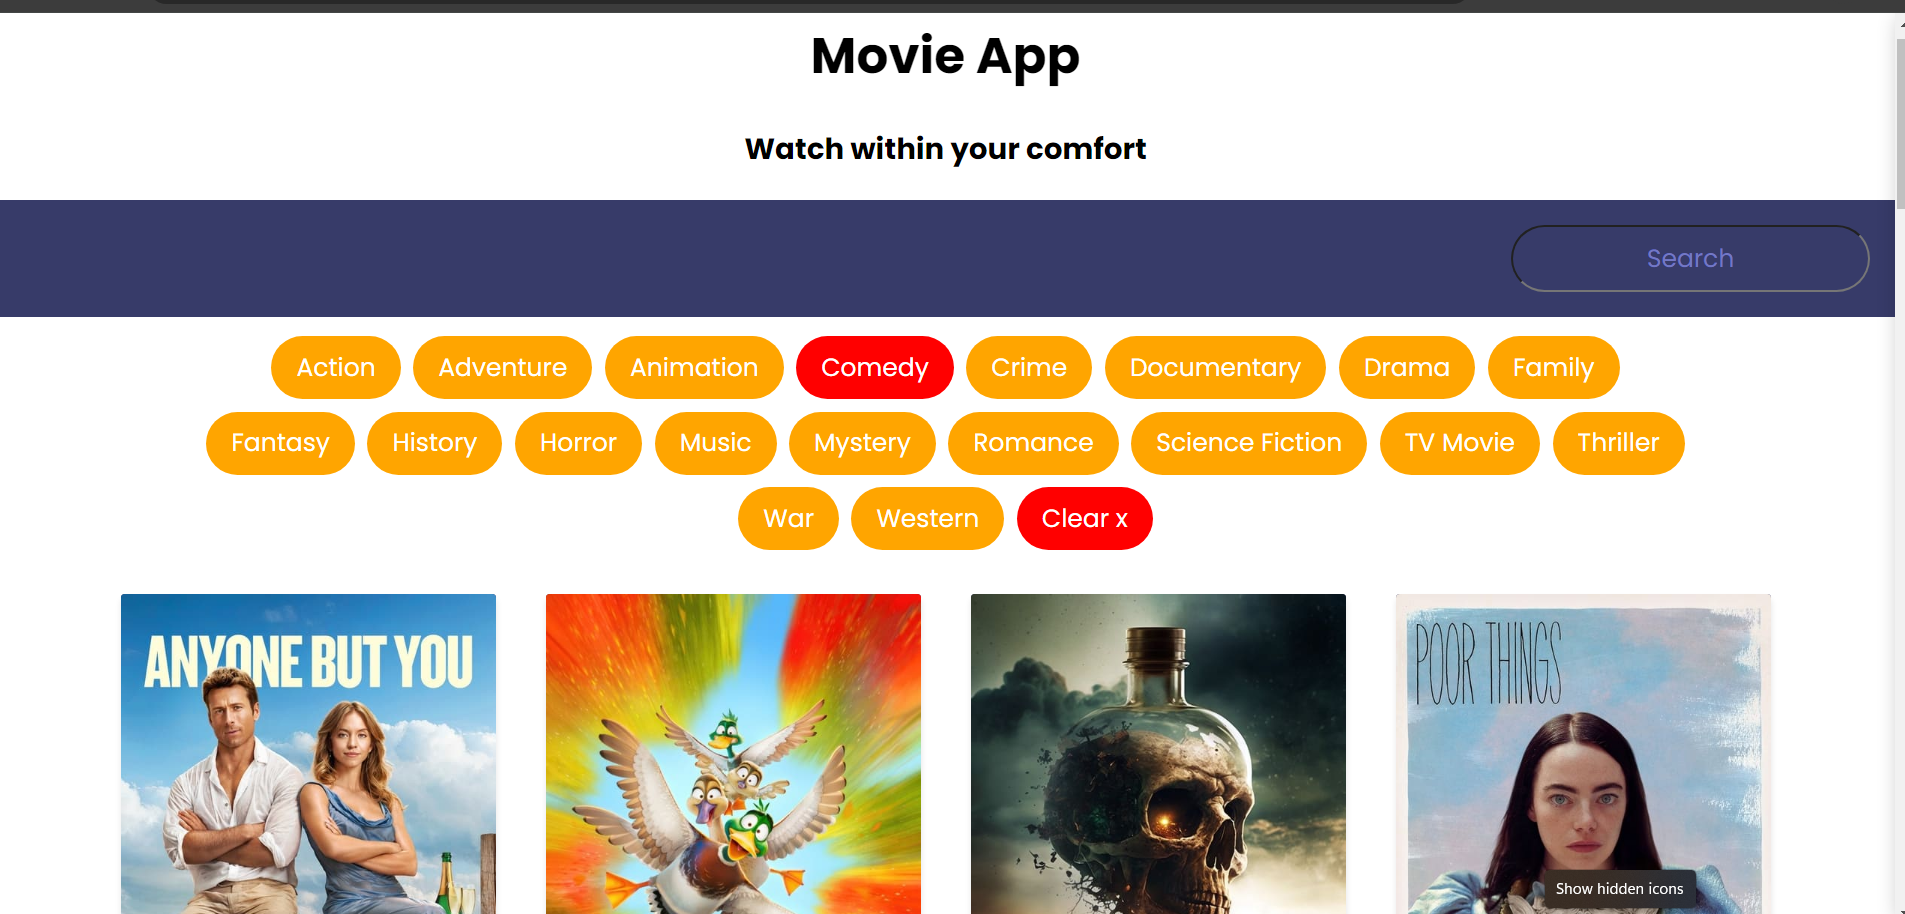 Movie App
Watch within your comfort
Search
Action Adventure Animation Comedy Crime Documentary Drama Family
Fantasy History Horror Music Mystery Romance Science Fiction TV Movie Thriller
War Western Clear x
ANYONE BUT YOU
POOR THINGS
Show hidden icons